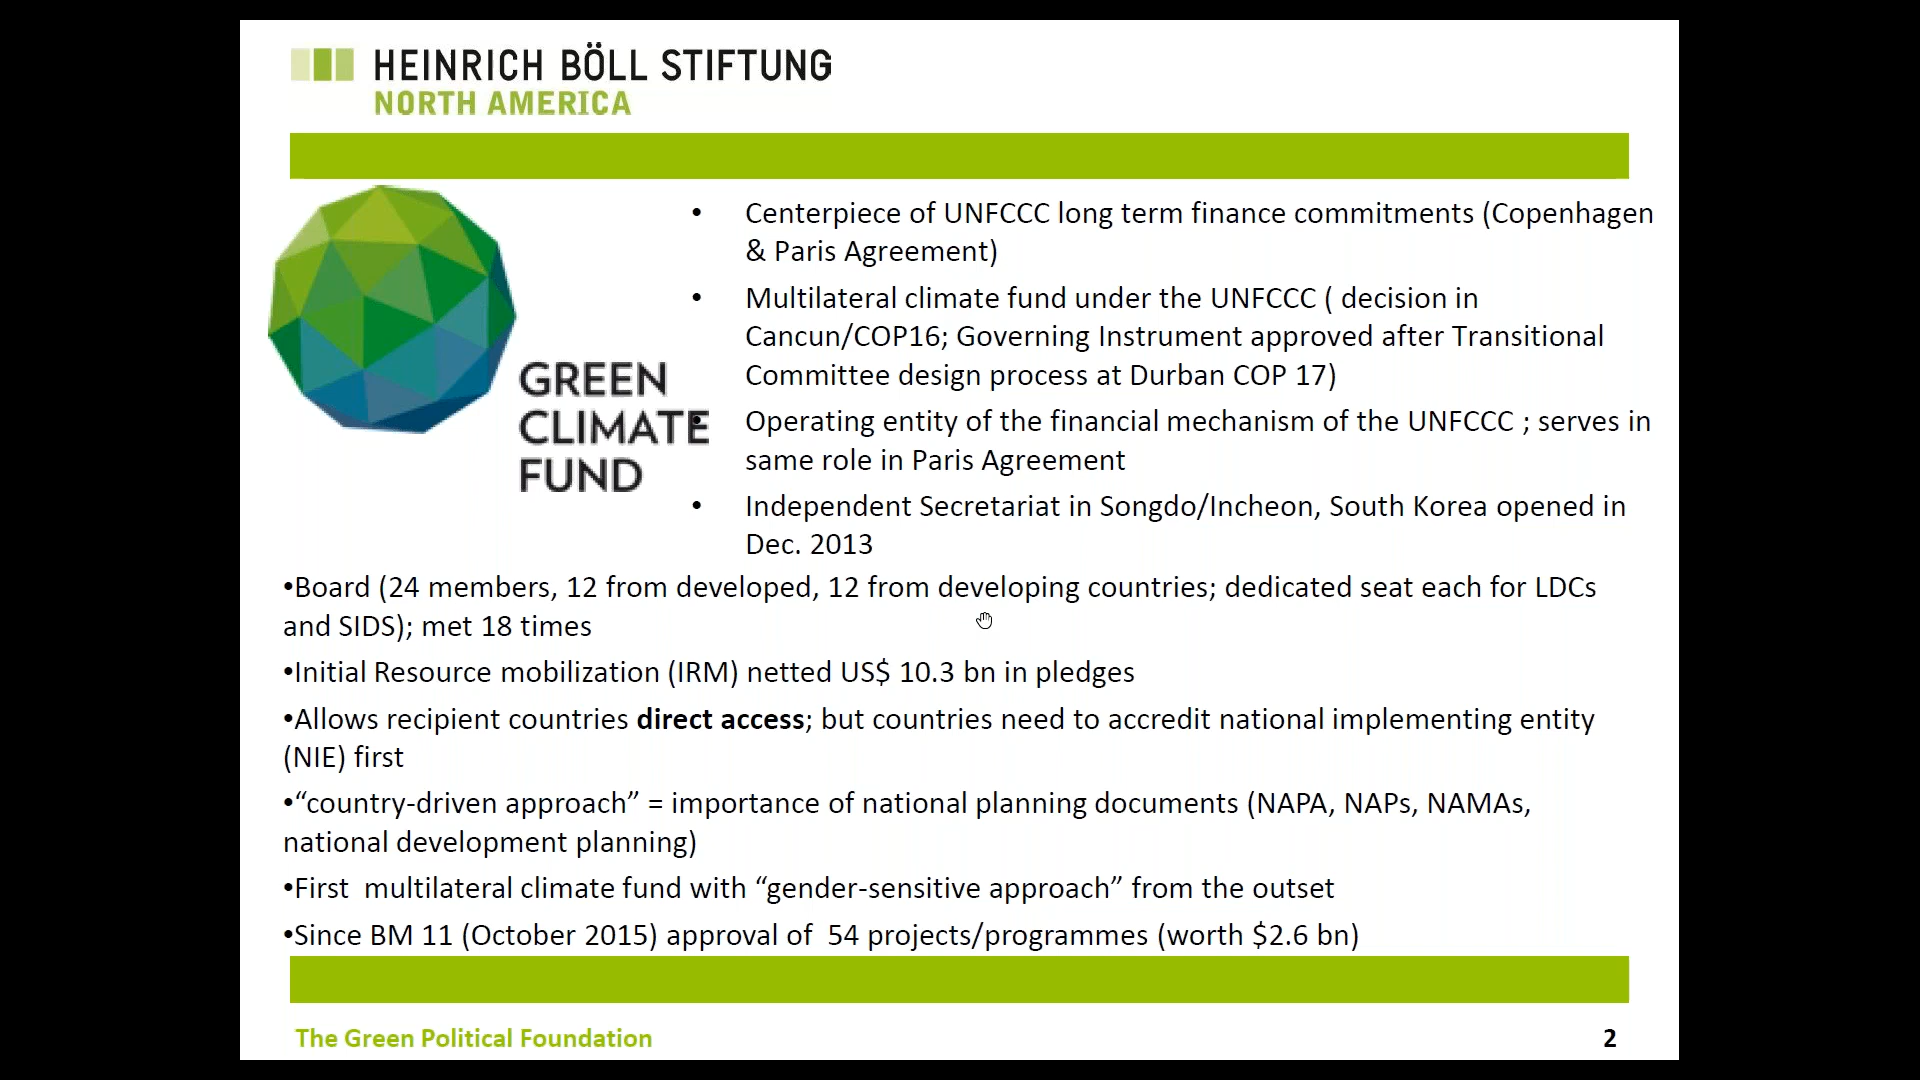 HEINRICH BÖLL STIFTUNG
NORTH AMERICA
GREEN
CLIMATE
FUND
• Centerpiece of UNFCCC long term finance commitments (Copenhagen
& Paris Agreement)
• Multilateral climate fund under the UNFCCC ( decision in
Cancun/COP16; Governing Instrument approved after Transitional
Committee design process at Durban COP 17)
• Operating entity of the financial mechanism of the UNFCCC ; serves in
same role in Paris Agreement
• Independent Secretariat in Songdo/Incheon, South Korea opened in
Dec. 2013
•Board (24 members, 12 from developed, 12 from developing countries; dedicated seat each for LDCs
and SIDS); met 18 times
•Initial Resource mobilization (IRM) netted US$ 10.3 bn in pledges
•Allows recipient countries direct access; but countries need to accredit national implementing entity
(NIE) first
•“country-driven approach” = importance of national planning documents (NAPA, NAPs, NAMAs,
national development planning)
•First  multilateral climate fund with “gender-sensitive approach” from the outset
•Since BM 11 (October 2015) approval of  54 projects/programmes (worth $2.6 bn)
The Green Political Foundation
2